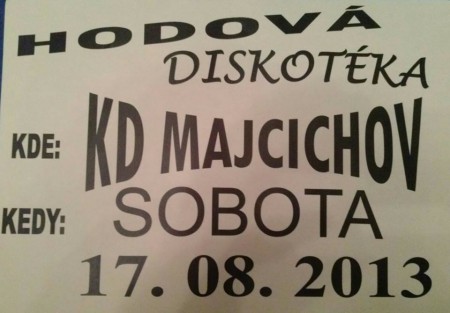 HODOVÁ
DISKOTÉKA
KDE: KD MAJCICHOV
KEDY: SOBOTA
17. 08. 2013